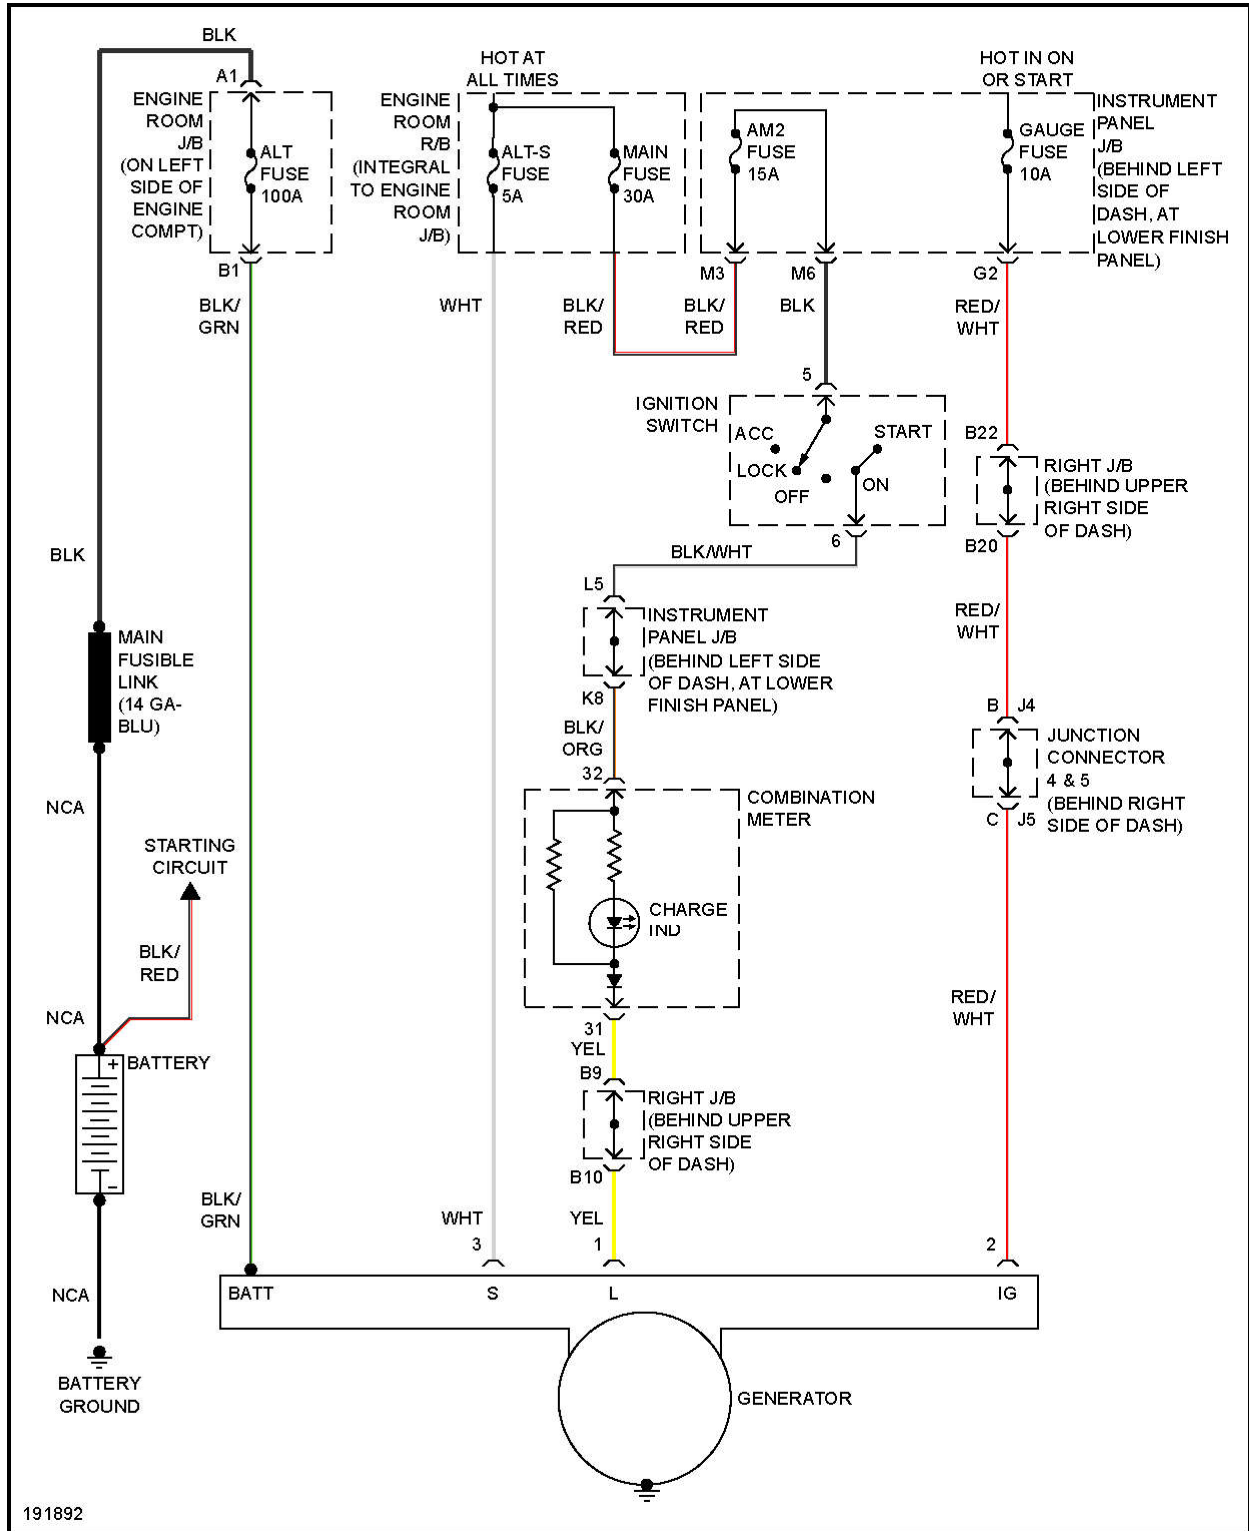 BLK
A1
ENGINE
ROOM
J/B
(ON LEFT
SIDE OF
ENGINE
COMPT)
ALT
FUSE
100A
B1
BLK/
GRN
HOT AT
ALL TIMES
ENGINE
ROOM
R/B
(INTEGRAL
TO ENGINE
ROOM
J/B)
ALT-S
FUSE
5A
MAIN
FUSE
30A
WHT
BLK/
RED
HOT IN ON
OR START
AM2
FUSE
15A
GAUGE
FUSE
10A
INSTRUMENT
PANEL
J/B
(BEHIND LEFT
SIDE OF
DASH, AT
LOWER FINISH
PANEL)
M3
M6
G2
BLK/
RED
BLK
RED/
WHT
5
IGNITION
SWITCH
ACC
LOCK
OFF
ON
START
6
BLK/WHT
B22
RIGHT J/B
(BEHIND UPPER
RIGHT SIDE
OF DASH)
B20
RED/
WHT
BLK
MAIN
FUSIBLE
LINK
(14 GA-
BLU)
L5
INSTRUMENT
PANEL J/B
(BEHIND LEFT SIDE
OF DASH, AT LOWER
FINISH PANEL)
K8
BLK/
ORG
32
COMBINATION
METER
CHARGE
IND
31
YEL
B J4
JUNCTION
CONNECTOR
4 & 5
(BEHIND RIGHT
SIDE OF DASH)
C J5
NCA
STARTING
CIRCUIT
BLK/
RED
NCA
+
BATTERY
-
RED/
WHT
B9
RIGHT J/B
(BEHIND UPPER
RIGHT SIDE
OF DASH)
B10
BLK/
GRN
WHT
3
YEL
1
2
NCA
BATT
S
L
IG
BATTERY
GROUND
GENERATOR
191892